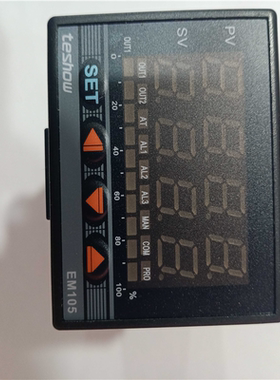 teshow
PV
SV
OUT1
OUT1
OUT2
AT
AL1
AL2
AL3
MAN
COM
PRO
0
20
40
60
80
100
%
SET
EM105